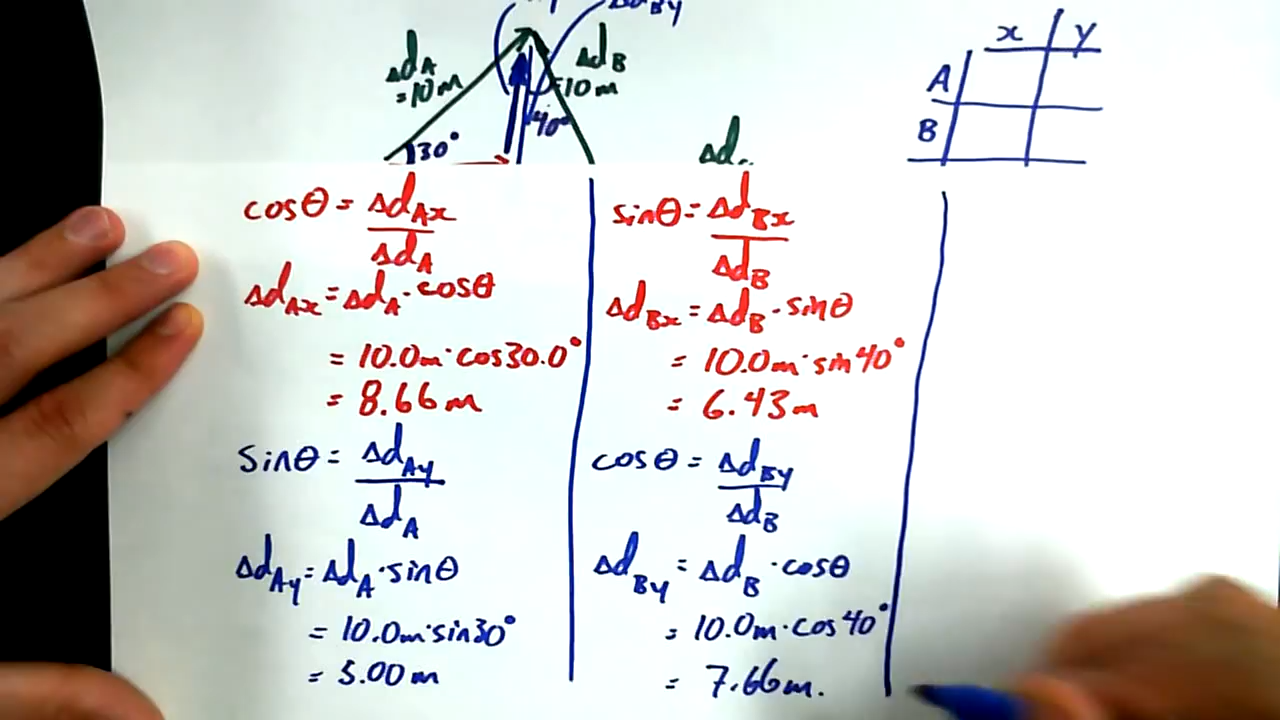 Δd_A
=10m
Δd_B
=10m
30°
40°
Δd
x y
A
B
cosθ = Δd_Ax / Δd_A
Δd_Ax = Δd_A · cosθ
= 10.0m · cos30.0°
= 8.66m
sinθ = Δd_Ay / Δd_A
Δd_Ay = Δd_A · sinθ
= 10.0m · sin30°
= 5.00m
sinθ = Δd_Bx / Δd_B
Δd_Bx = Δd_B · sinθ
= 10.0m · sin40°
= 6.43m
cosθ = Δd_By / Δd_B
Δd_By = Δd_B · cosθ
= 10.0m · cos40°
= 7.66m.